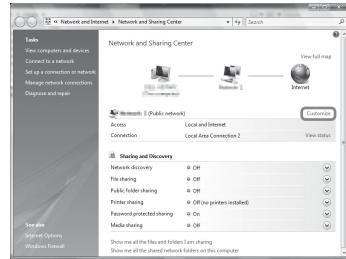 « Network and Internet ▸ Network and Sharing Center
Search
Tasks
View computers and devices
Connect to a network
Set up a connection or network
Manage network connections
Diagnose and repair
See also
Internet Options
Windows Firewall
Network and Sharing Center
View full map
Internet
(Public network)
Customize
Access Local and Internet
Connection Local Area Connection 2 View status
Sharing and Discovery
Network discovery Off
File sharing Off
Public folder sharing Off
Printer sharing Off (no printers installed)
Password protected sharing On
Media sharing Off
Show me all the files and folders I am sharing
Show me all the shared network folders on this computer